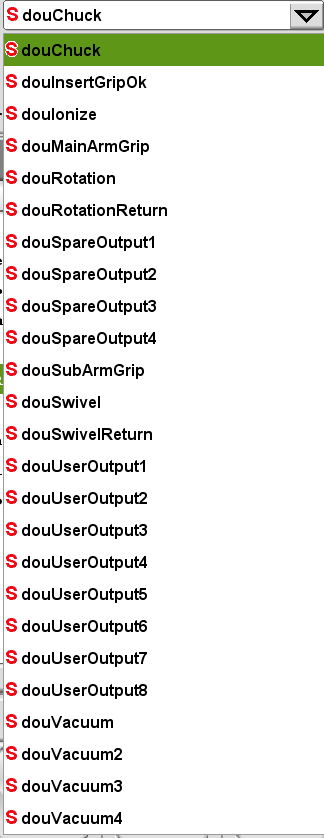 S douChuck
S douChuck
S douInsertGripOk
S douIonize
S douMainArmGrip
S douRotation
S douRotationReturn
S douSpareOutput1
S douSpareOutput2
S douSpareOutput3
S douSpareOutput4
S douSubArmGrip
S douSwivel
S douSwivelReturn
S douUserOutput1
S douUserOutput2
S douUserOutput3
S douUserOutput4
S douUserOutput5
S douUserOutput6
S douUserOutput7
S douUserOutput8
S douVacuum
S douVacuum2
S douVacuum3
S douVacuum4